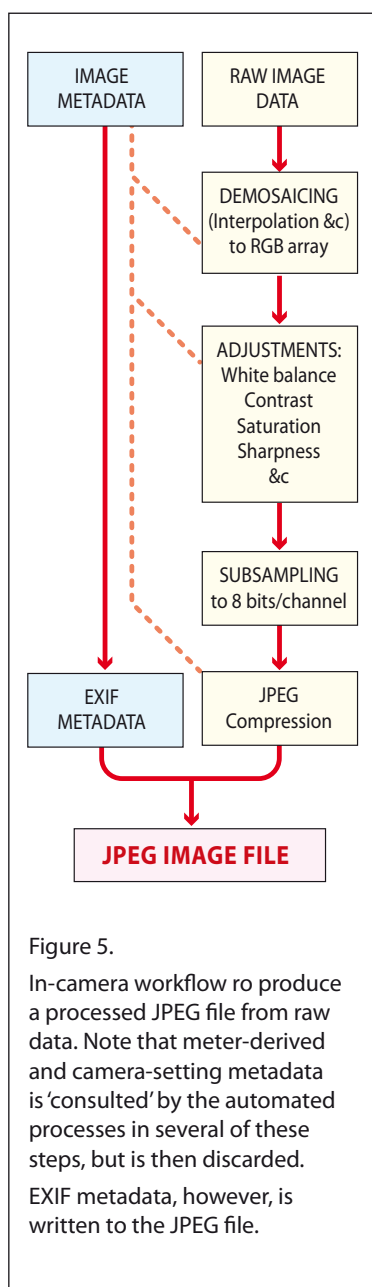 IMAGE
METADATA
RAW IMAGE
DATA
DEMOSAICING
(Interpolation &c)
to RGB array
ADJUSTMENTS:
White balance
Contrast
Saturation
Sharpness
&c
SUBSAMPLING
to 8 bits/channel
EXIF
METADATA
JPEG
Compression
JPEG IMAGE FILE
Figure 5.
In-camera workflow ro produce
a processed JPEG file from raw
data. Note that meter-derived
and camera-setting metadata
is ‘consulted’ by the automated
processes in several of these
steps, but is then discarded.
EXIF metadata, however, is
written to the JPEG file.